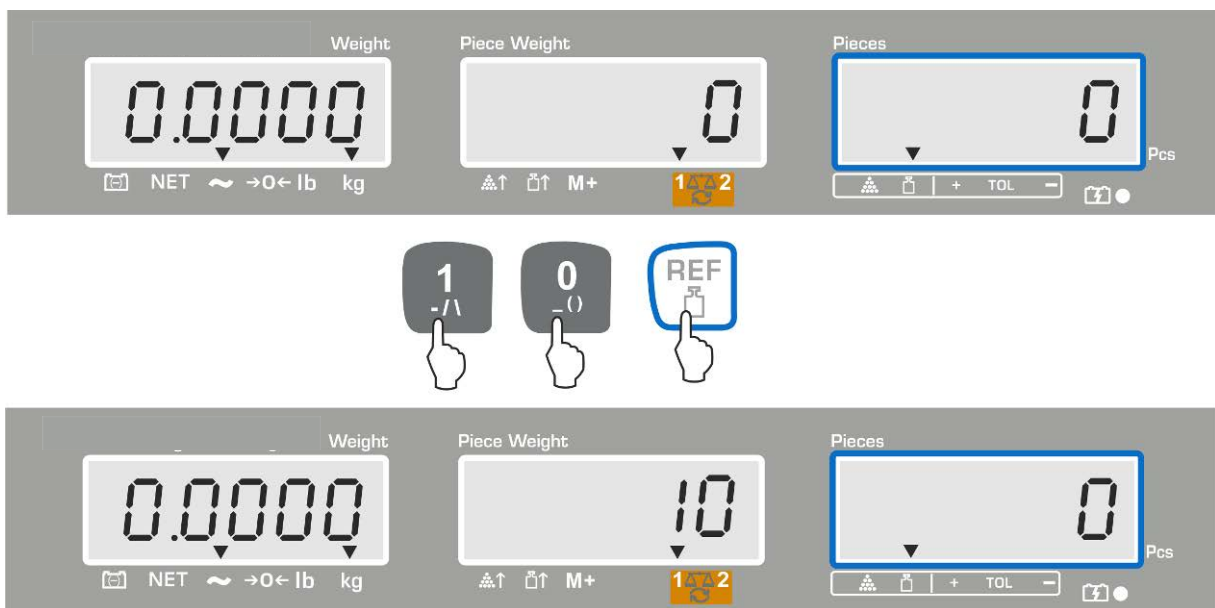 Weight Piece Weight Pieces
0.0000 0 0
Pcs
NET ~ →0← lb kg M+ 1 2 + TOL −
1 0 REF
-/\ _()
Weight Piece Weight Pieces
0.0000 10 0
Pcs
NET ~ →0← lb kg M+ 1 2 + TOL −